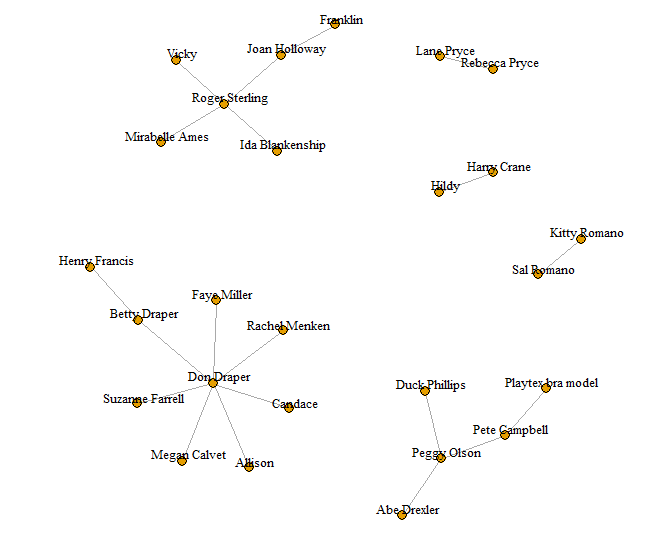 Franklin
Joan Holloway
Vicky
Lane Pryce
Rebecca Pryce
Roger Sterling
Mirabelle Ames
Ida Blankenship
Harry Crane
Hildy
Kitty Romano
Sal Romano
Henry Francis
Faye Miller
Betty Draper
Rachel Menken
Don Draper
Suzanne Farrell
Candace
Megan Calvet
Allison
Duck Phillips
Playtex bra model
Pete Campbell
Peggy Olson
Abe Drexler